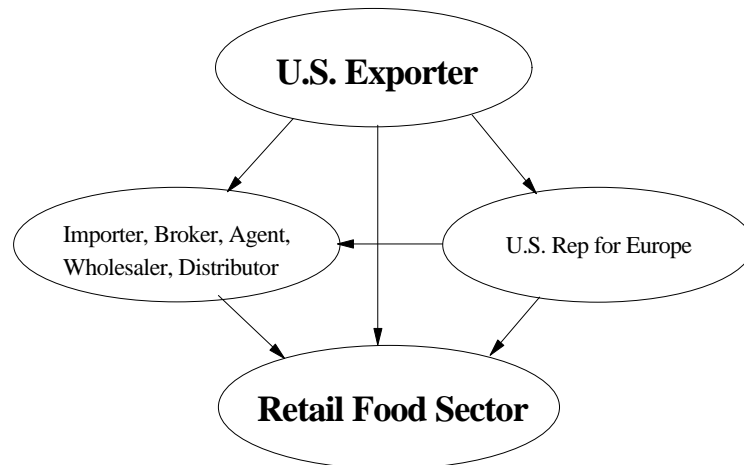 U.S. Exporter
Importer, Broker, Agent,
Wholesaler, Distributor
U.S. Rep for Europe
Retail Food Sector